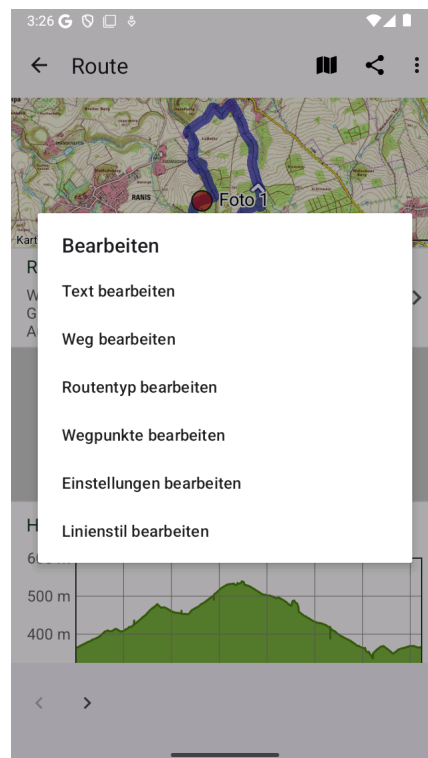 3:26 G
Route
RANIS
Foto 1
Kart
Bearbeiten
R
W
G
A
Text bearbeiten
Weg bearbeiten
Routentyp bearbeiten
Wegpunkte bearbeiten
Einstellungen bearbeiten
Linienstil bearbeiten
H
500 m
400 m